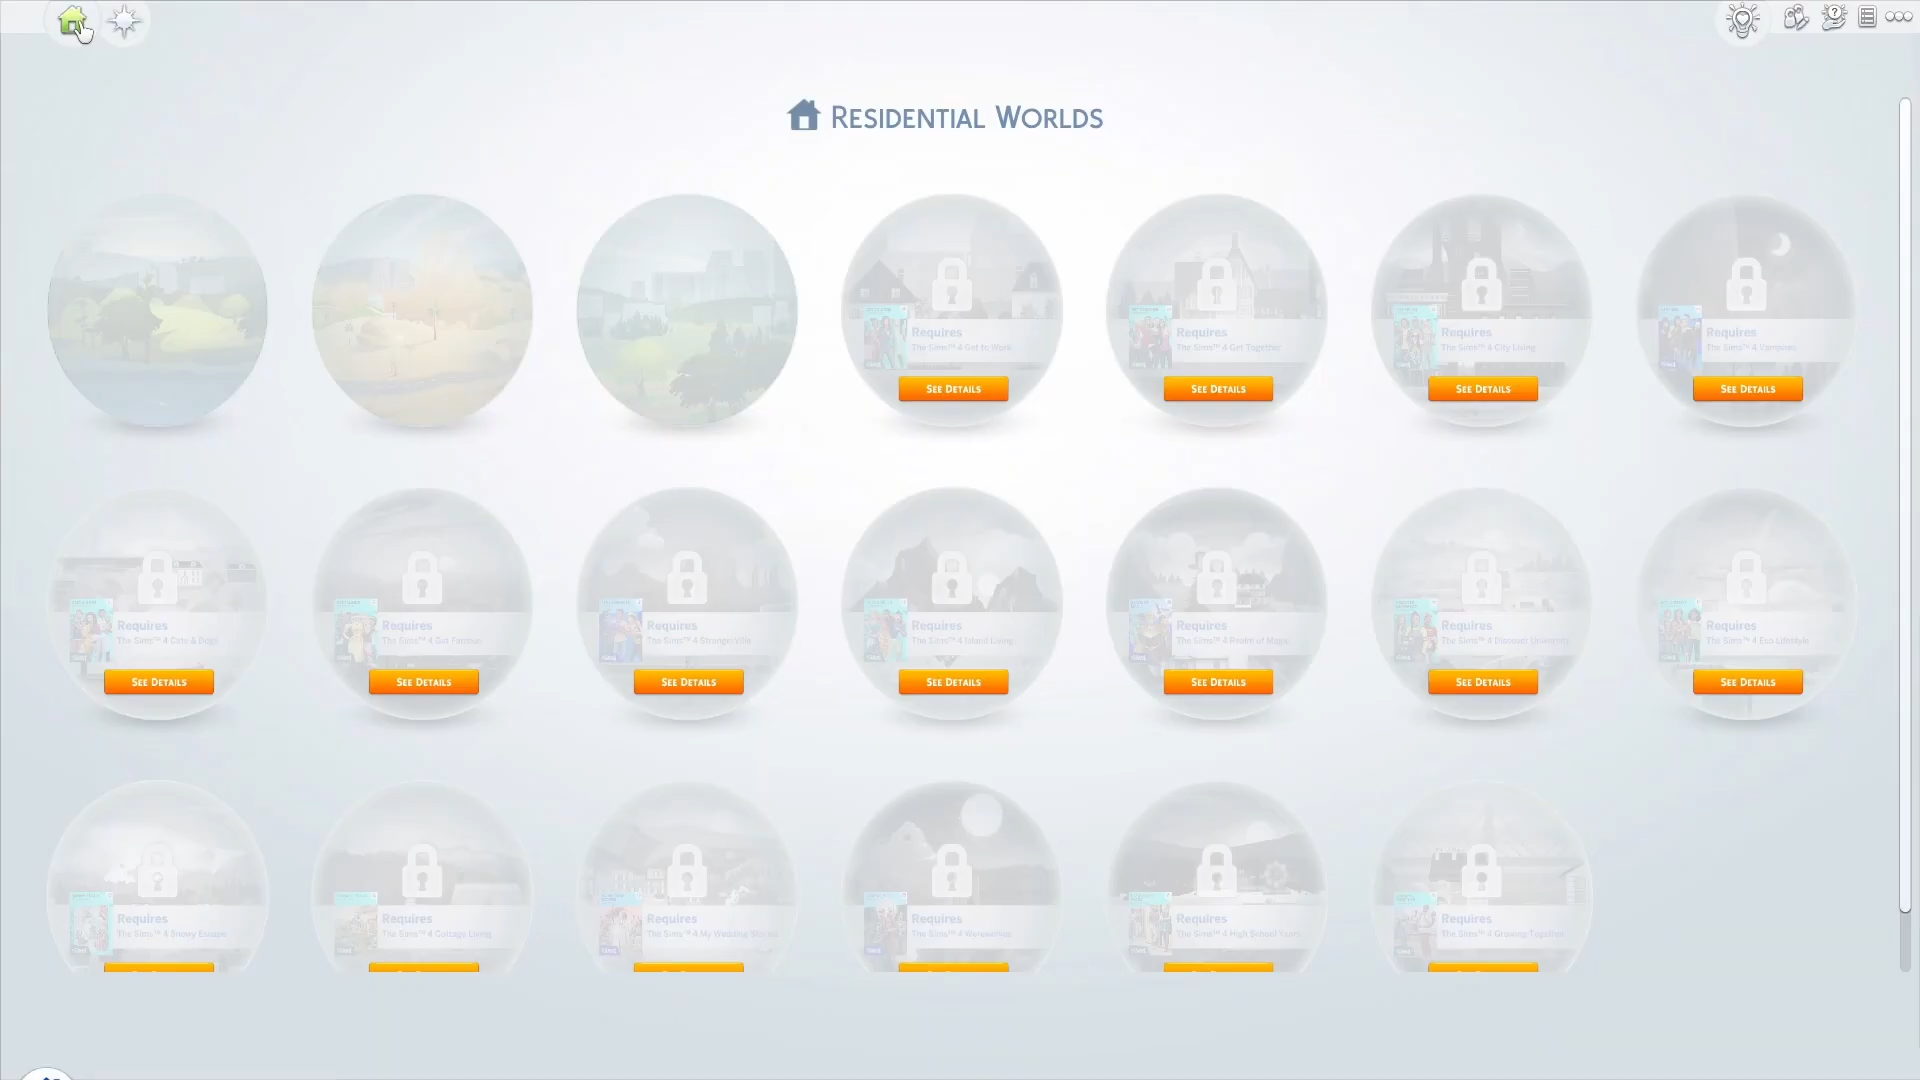 Residential Worlds
Requires
The Sims™ 4 Get to Work
See Details
Requires
The Sims™ 4 Get Together
See Details
Requires
The Sims™ 4 City Living
See Details
Requires
The Sims™ 4 Vampires
See Details
Requires
The Sims™ 4 Cats & Dogs
See Details
Requires
The Sims™ 4 Get Famous
See Details
Requires
The Sims™ 4 StrangerVille
See Details
Requires
The Sims™ 4 Island Living
See Details
Requires
The Sims™ 4 Realm of Magic
See Details
Requires
The Sims™ 4 Discover University
See Details
Requires
The Sims™ 4 Eco Lifestyle
See Details
Requires
The Sims™ 4 Snowy Escape
Requires
The Sims™ 4 Cottage Living
Requires
The Sims™ 4 My Wedding Stories
Requires
The Sims™ 4 Werewolves
Requires
The Sims™ 4 High School Years
Requires
The Sims™ 4 Growing Together